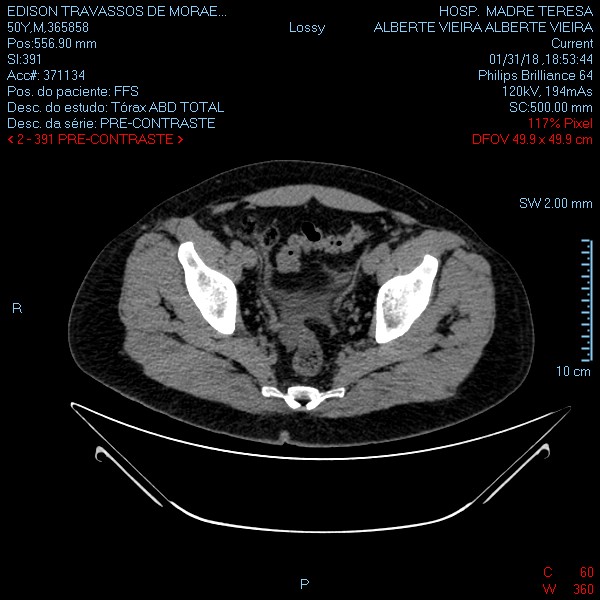 EDISON TRAVASSOS DE MORAE...
50Y,M,365858
Pos:556.90 mm
SI:391
Acc#: 371134
Pos. do paciente: FFS
Desc. do estudo: Tórax ABD TOTAL
Desc. da série: PRE-CONTRASTE
< 2 - 391 PRE-CONTRASTE >
Lossy
HOSP. MADRE TERESA
ALBERTE VIEIRA ALBERTE VIEIRA
Current
01/31/18 ,18:53:44
Philips Brilliance 64
120kV, 194mAs
SC:500.00 mm
117% Pixel
DFOV 49.9 x 49.9 cm
SW 2.00 mm
R
10 cm
P
C 60
W 360